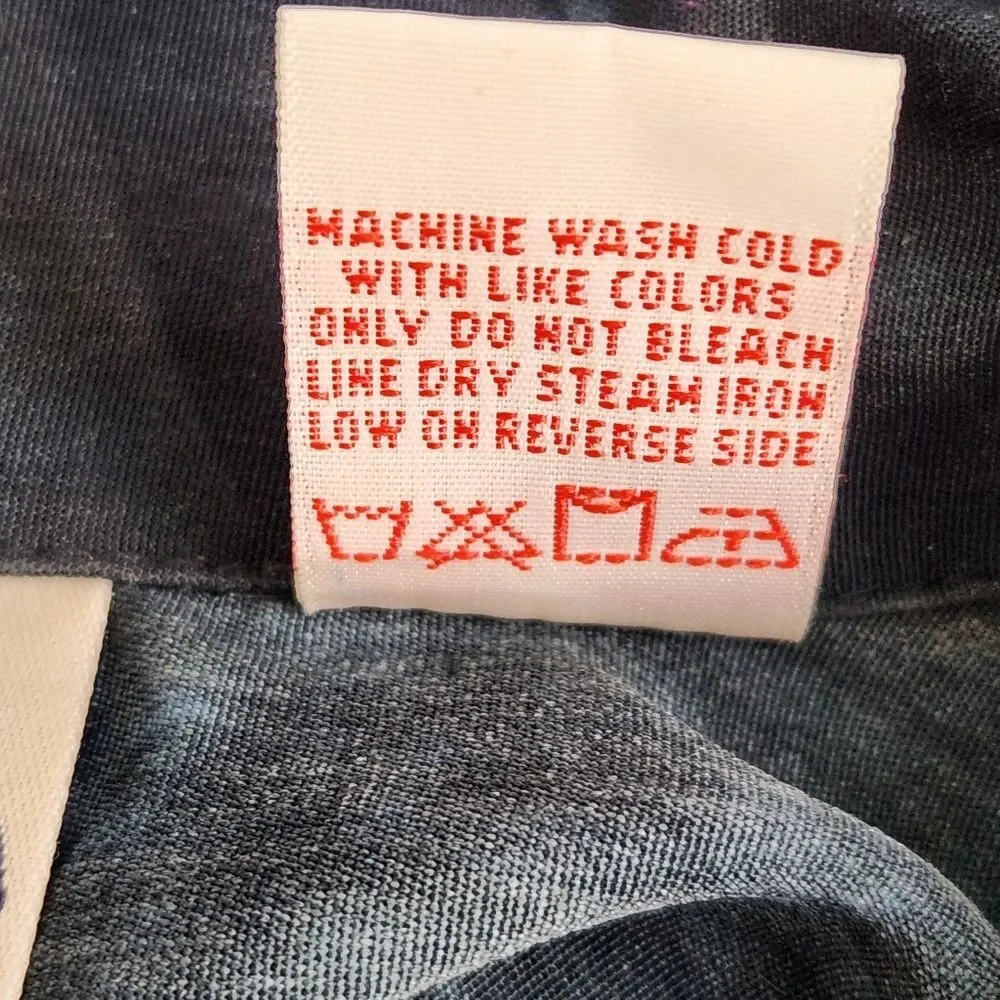 MACHINE WASH COLD
WITH LIKE COLORS
ONLY DO NOT BLEACH
LINE DRY STEAM IRON
LOW ON REVERSE SIDE